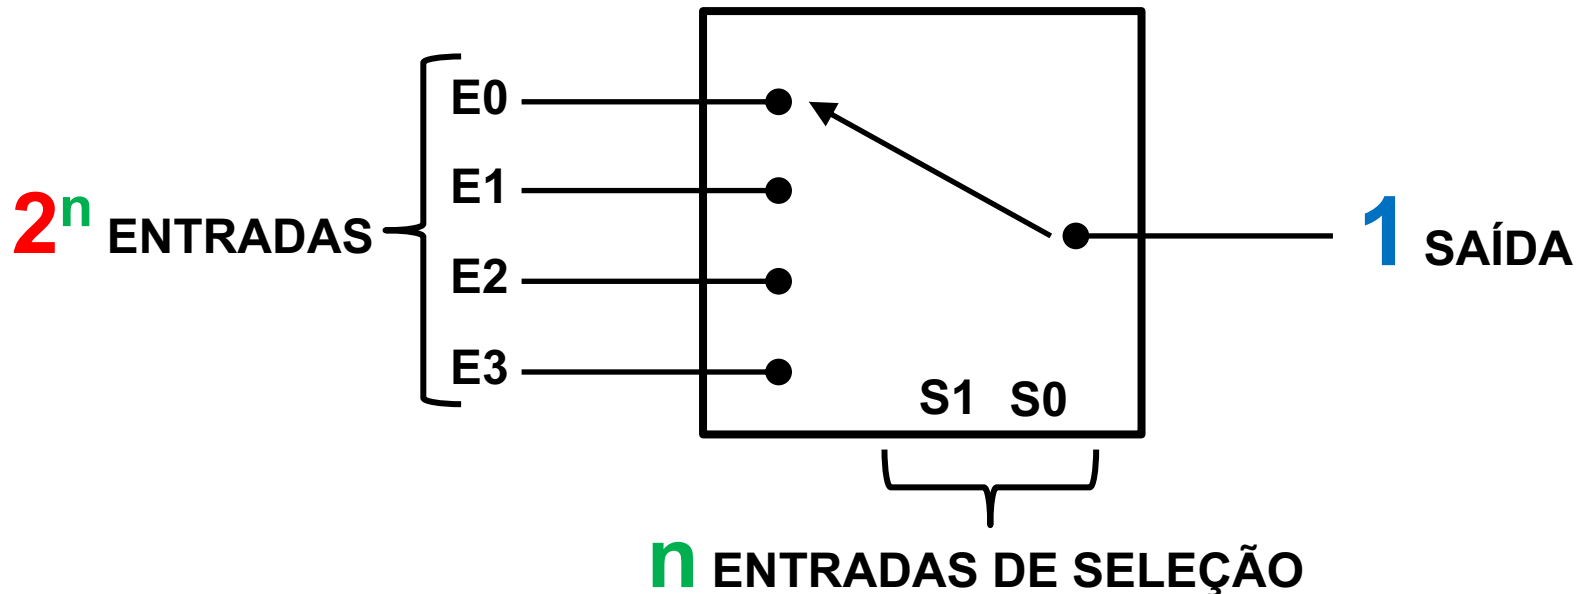 E0
E1
2ⁿ ENTRADAS
1 SAÍDA
E2
E3
S1 S0
n ENTRADAS DE SELEÇÃO